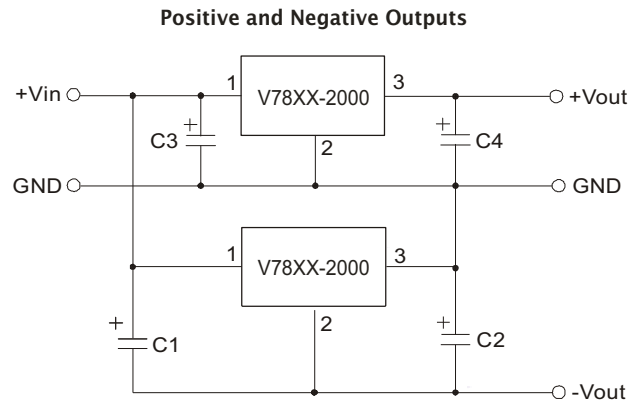 Positive and Negative Outputs
+Vin
1
V78XX-2000
3
+Vout
+
C3
2
+
C4
GND
GND
1
V78XX-2000
3
+
C1
2
+
C2
-Vout